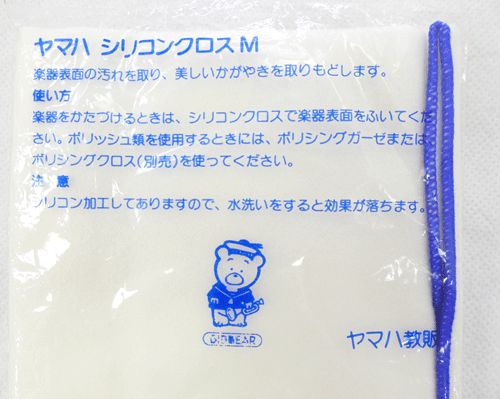 ヤマハ シリコンクロス M
楽器表面の汚れを取り、美しいかがやきを取りもどします。
使い方
楽器をかたづけるときは、シリコンクロスで楽器表面をふいてくだ
さい。ポリッシュ類を使用するときには、ポリシングガーゼまたは
ポリシングクロス(別売)を使ってください。
注 意
シリコン加工してありますので、水洗いをすると効果が落ちます。
ヤマハ教販